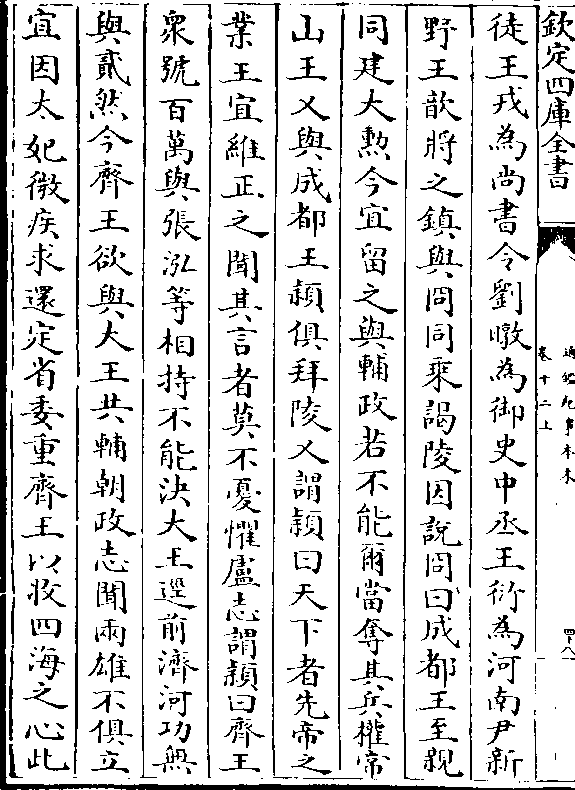 欽定四庫全書
通鑑紀事本末
卷十二上
四十八
徒王戎為尚書令劉暾為御史中丞王衍為河南尹新
野王歆將之鎮與冏同乘謁陵因說冏曰成都王至親
同建大勲今宜留之與輔政若不能爾當奪其兵權常
山王乂與成都王穎俱拜陵乂謂穎曰天下者先帝之
業王宜維正之聞其言者莫不憂懼盧志謂穎曰齊王
衆號百萬與張泓等相持不能決大王逕前濟河功無
與貳然今齊王欲與大王共輔朝政志聞兩雄不俱立
宜因太妃微疾求還定省委重齊王以收四海之心此